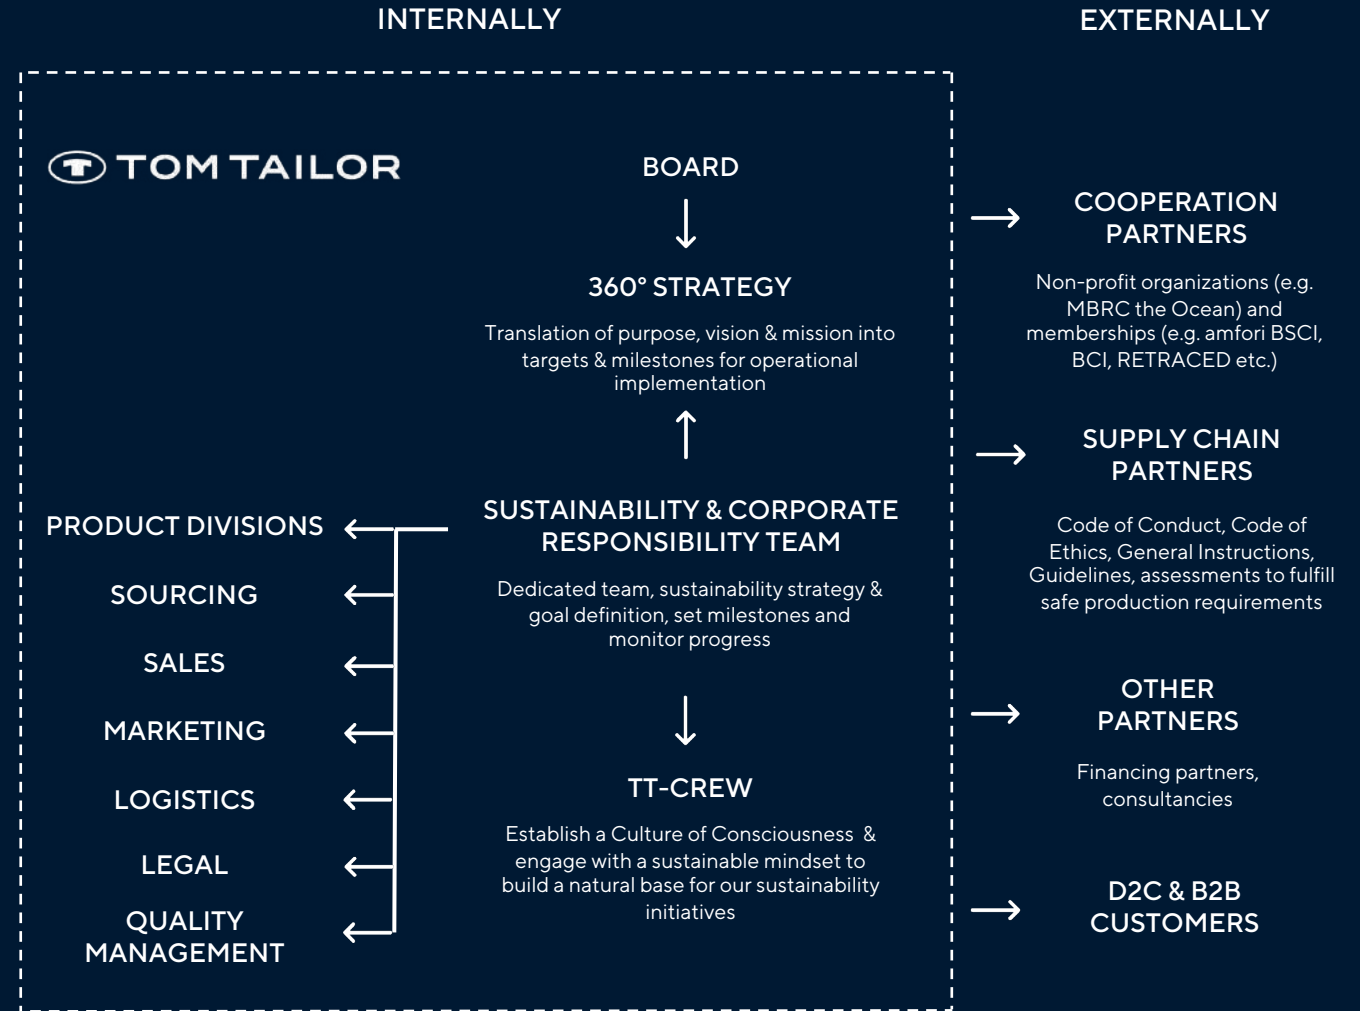 INTERNALLY
EXTERNALLY
TOM TAILOR
BOARD
360° STRATEGY
Translation of purpose, vision & mission into
targets & milestones for operational
implementation
SUSTAINABILITY & CORPORATE
RESPONSIBILITY TEAM
Dedicated team, sustainability strategy &
goal definition, set milestones and
monitor progress
PRODUCT DIVISIONS
SOURCING
SALES
MARKETING
LOGISTICS
LEGAL
QUALITY
MANAGEMENT
TT-CREW
Establish a Culture of Consciousness &
engage with a sustainable mindset to
build a natural base for our sustainability
initiatives
COOPERATION
PARTNERS
Non-profit organizations (e.g.
MBRC the Ocean) and
memberships (e.g. amfori BSCI,
BCI, RETRACED etc.)
SUPPLY CHAIN
PARTNERS
Code of Conduct, Code of
Ethics, General Instructions,
Guidelines, assessments to fulfill
safe production requirements
OTHER
PARTNERS
Financing partners,
consultancies
D2C & B2B
CUSTOMERS